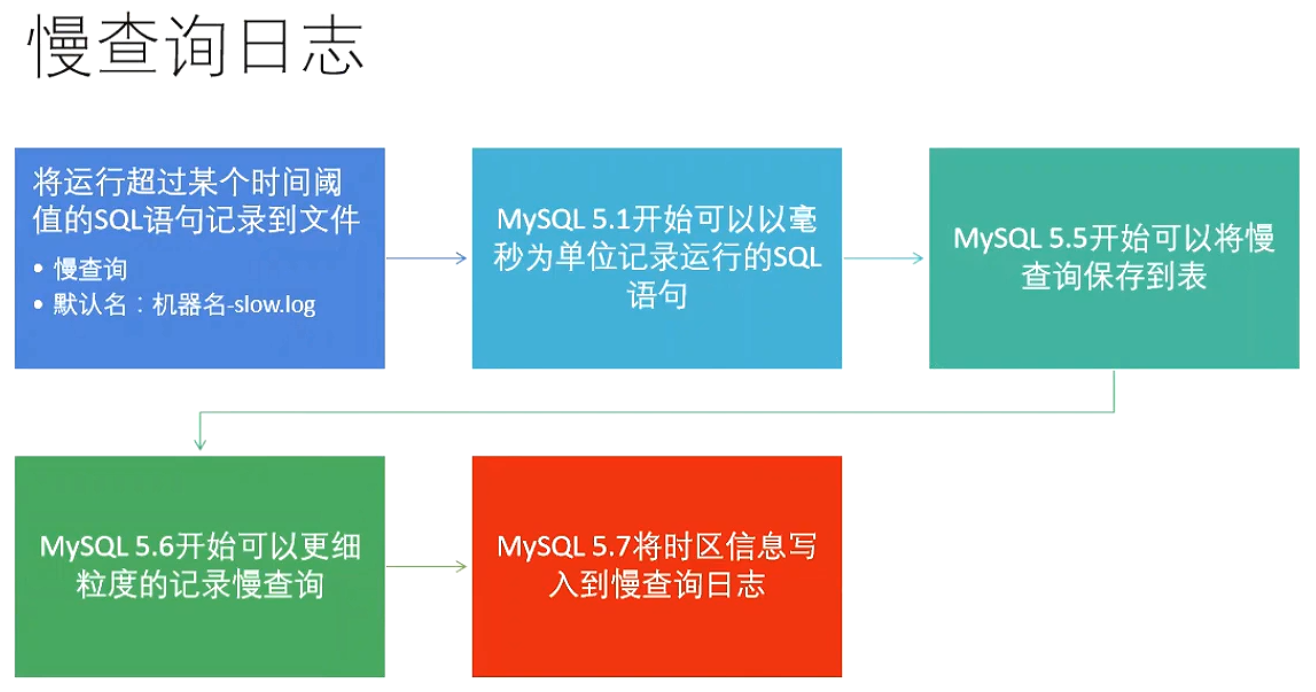 慢查询日志
将运行超过某个时间阈
值的SQL语句记录到文件
• 慢查询
• 默认名：机器名-slow.log
MySQL 5.1开始可以以毫
秒为单位记录运行的SQL
语句
MySQL 5.5开始可以将慢
查询保存到表
MySQL 5.6开始可以更细
粒度的记录慢查询
MySQL 5.7将时区信息写
入到慢查询日志